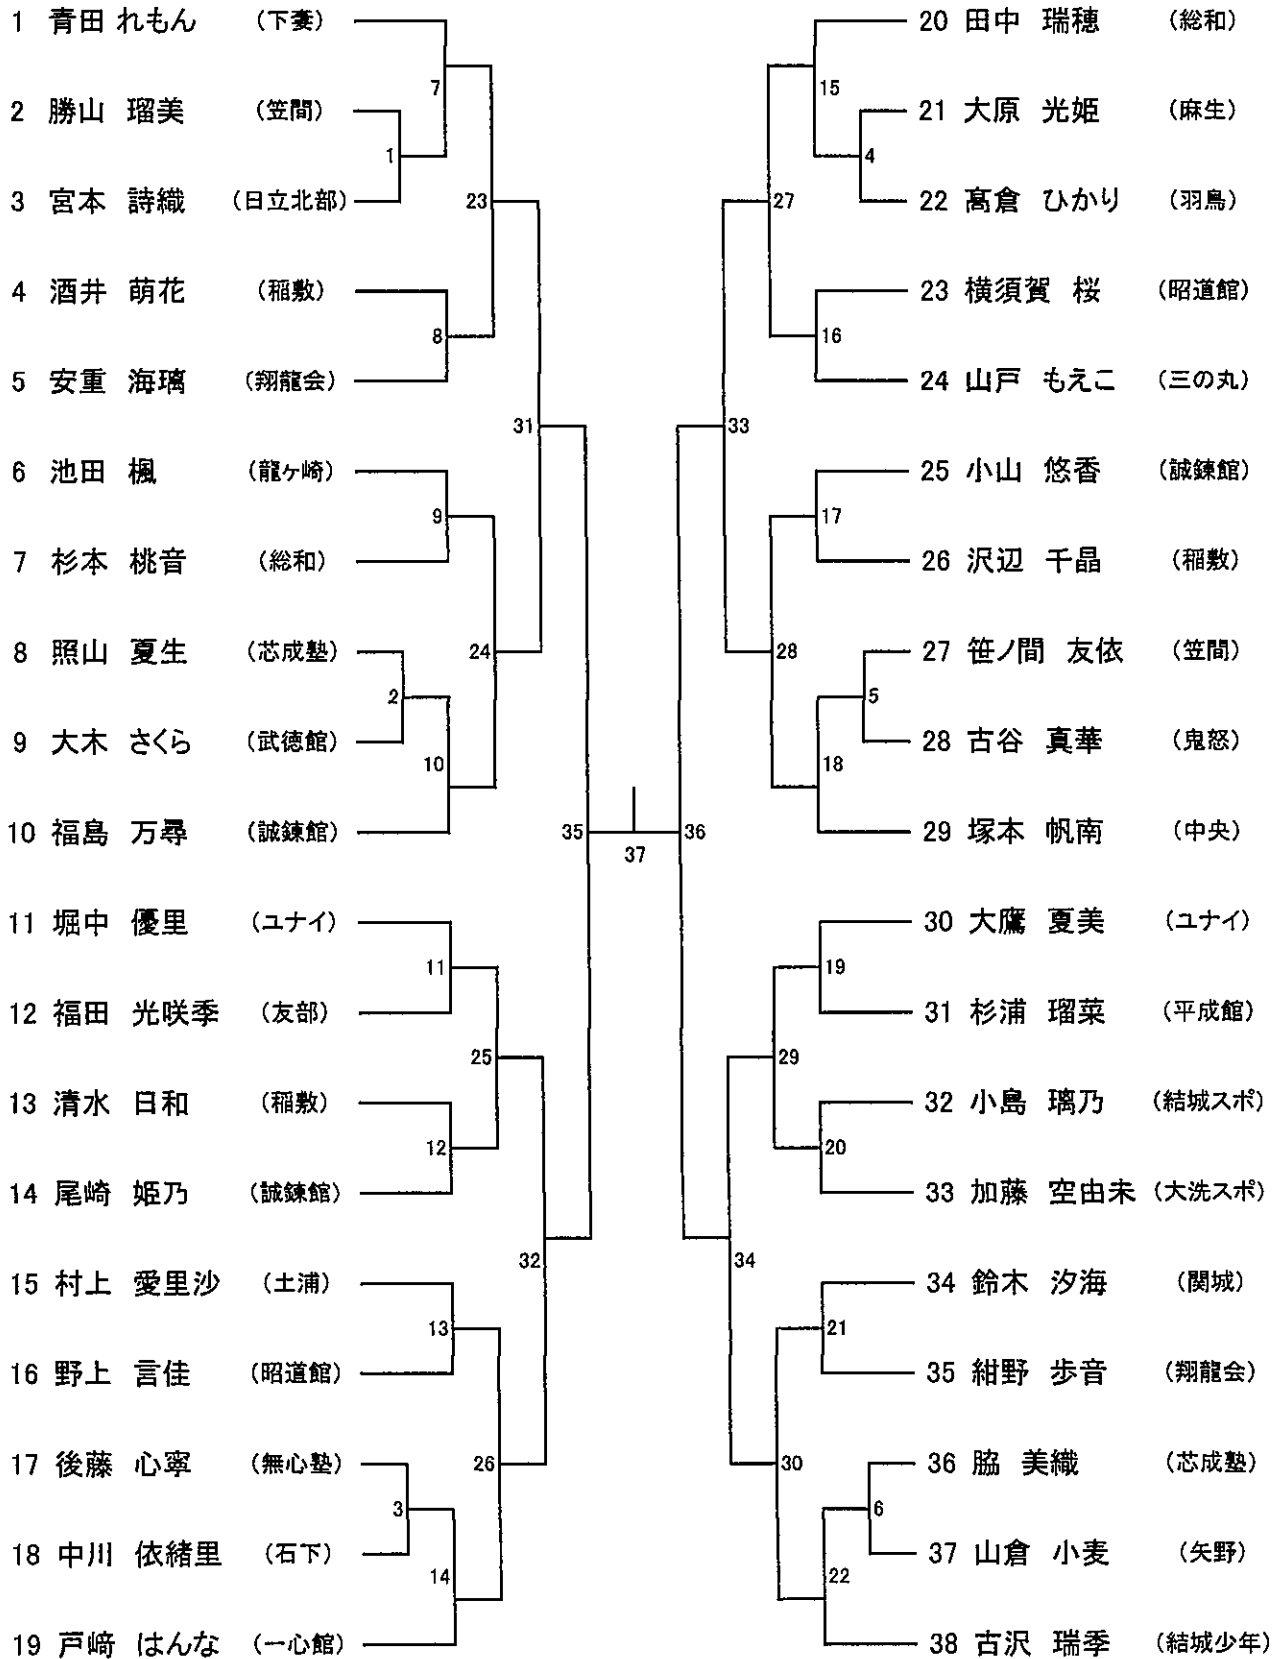 1 青田 れもん (下妻)
2 勝山 瑠美 (笠間)
3 宮本 詩織 (日立北部)
4 酒井 萌花 (稲敷)
5 安重 海璃 (翔龍会)
6 池田 楓 (龍ヶ崎)
7 杉本 桃音 (総和)
8 照山 夏生 (芯成塾)
9 大木 さくら (武徳館)
10 福島 万尋 (誠錬館)
11 堀中 優里 (ユナイ)
12 福田 光咲季 (友部)
13 清水 日和 (稲敷)
14 尾崎 姫乃 (誠錬館)
15 村上 愛里沙 (土浦)
16 野上 言佳 (昭道館)
17 後藤 心寧 (無心塾)
18 中川 依緒里 (石下)
19 戸﨑 はんな (一心館)
7
1
23
8
31
9
24
2
10
35
11
25
12
32
13
26
3
14
37
20 田中 瑞穂 (総和)
21 大原 光姫 (麻生)
22 髙倉 ひかり (羽鳥)
23 横須賀 桜 (昭道館)
24 山戸 もえこ (三の丸)
25 小山 悠香 (誠錬館)
26 沢辺 千晶 (稲敷)
27 笹ノ間 友依 (笠間)
28 古谷 真華 (鬼怒)
29 塚本 帆南 (中央)
30 大鷹 夏美 (ユナイ)
31 杉浦 瑠菜 (平成館)
32 小島 璃乃 (結城スポ)
33 加藤 空由未 (大洗スポ)
34 鈴木 汐海 (関城)
35 紺野 歩音 (翔龍会)
36 脇 美織 (芯成塾)
37 山倉 小麦 (矢野)
38 古沢 瑞季 (結城少年)
15
4
27
16
33
17
28
5
18
36
19
29
20
34
21
30
6
22